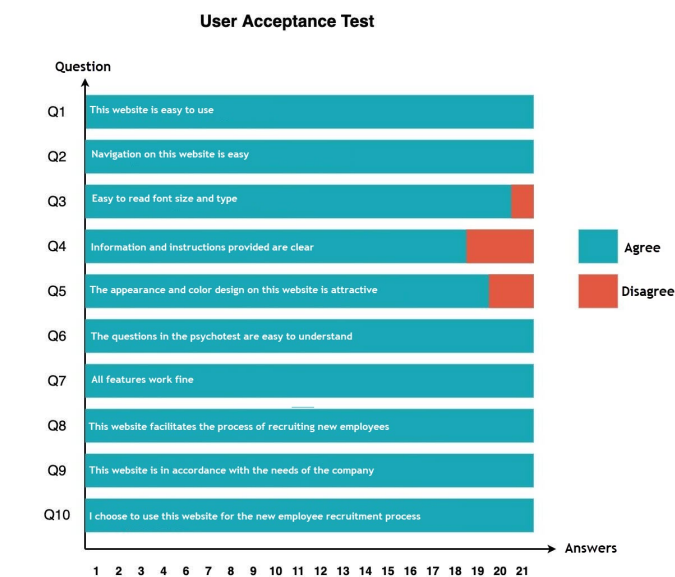 User Acceptance Test
Question
Q1 This website is easy to use
Q2 Navigation on this website is easy
Q3 Easy to read font size and type
Q4 Information and instructions provided are clear
Q5 The appearance and color design on this website is attractive
Q6 The questions in the psychotest are easy to understand
Q7 All features work fine
Q8 This website facilitates the process of recruiting new employees
Q9 This website is in accordance with the needs of the company
Q10 I choose to use this website for the new employee recruitment process
Agree
Disagree
Answers
1 2 3 4 5 6 7 8 9 10 11 12 13 14 15 16 17 18 19 20 21